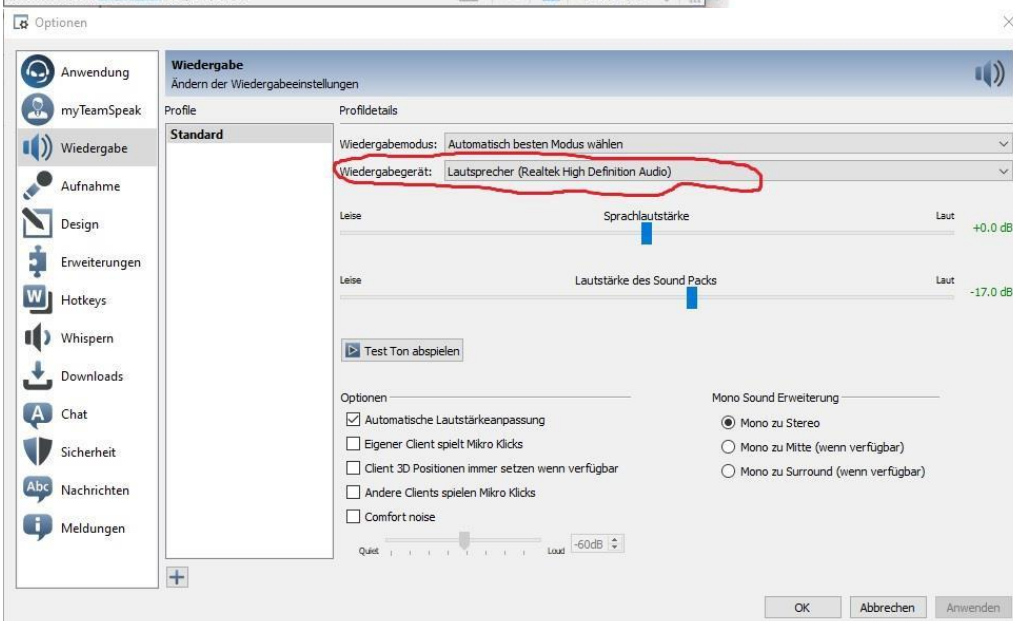 Optionen
Anwendung
myTeamSpeak
Wiedergabe
Aufnahme
Design
Erweiterungen
Hotkeys
Whispern
Downloads
Chat
Sicherheit
Nachrichten
Meldungen
Wiedergabe
Ändern der Wiedergabeeinstellungen
Profile
Standard
Profildetails
Wiedergabemodus: Automatisch besten Modus wählen
Wiedergabegerät: Lautsprecher (Realtek High Definition Audio)
Leise Sprachlautstärke Laut +0.0 dB
Leise Lautstärke des Sound Packs Laut -17.0 dB
Test Ton abspielen
Optionen
Automatische Lautstärkeanpassung
Eigener Client spielt Mikro Klicks
Client 3D Positionen immer setzen wenn verfügbar
Andere Clients spielen Mikro Klicks
Comfort noise
Quiet Loud -60dB
Mono Sound Erweiterung
Mono zu Stereo
Mono zu Mitte (wenn verfügbar)
Mono zu Surround (wenn verfügbar)
OK Abbrechen Anwenden